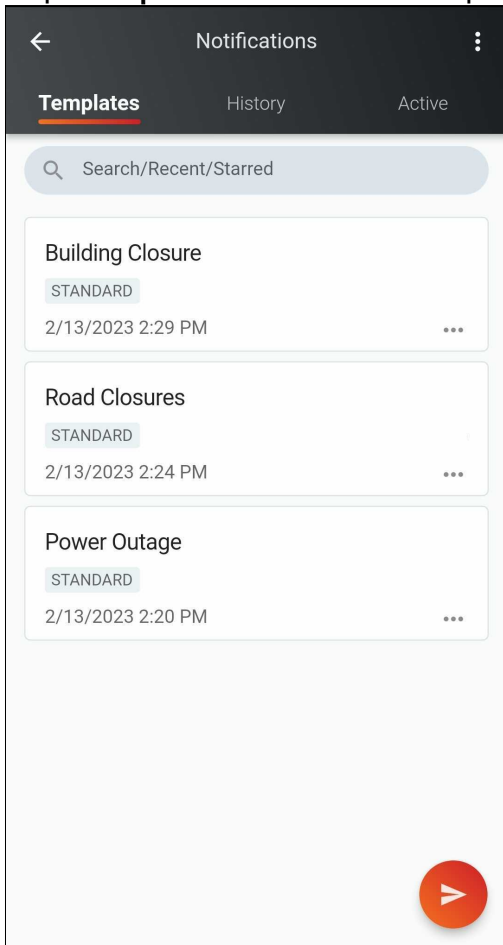 Notifications
Templates History Active
Search/Recent/Starred
Building Closure
STANDARD
2/13/2023 2:29 PM
Road Closures
STANDARD
2/13/2023 2:24 PM
Power Outage
STANDARD
2/13/2023 2:20 PM